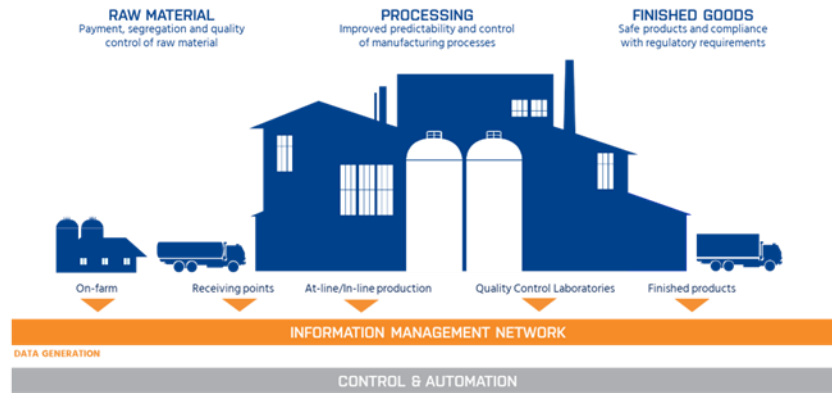 RAW MATERIAL
Payment, segregation and quality
control of raw material
PROCESSING
Improved predictability and control
of manufacturing processes
FINISHED GOODS
Safe products and compliance
with regulatory requirements
On-farm
Receiving points
At-line/In-line production
Quality Control Laboratories
Finished products
INFORMATION MANAGEMENT NETWORK
DATA GENERATION
CONTROL & AUTOMATION